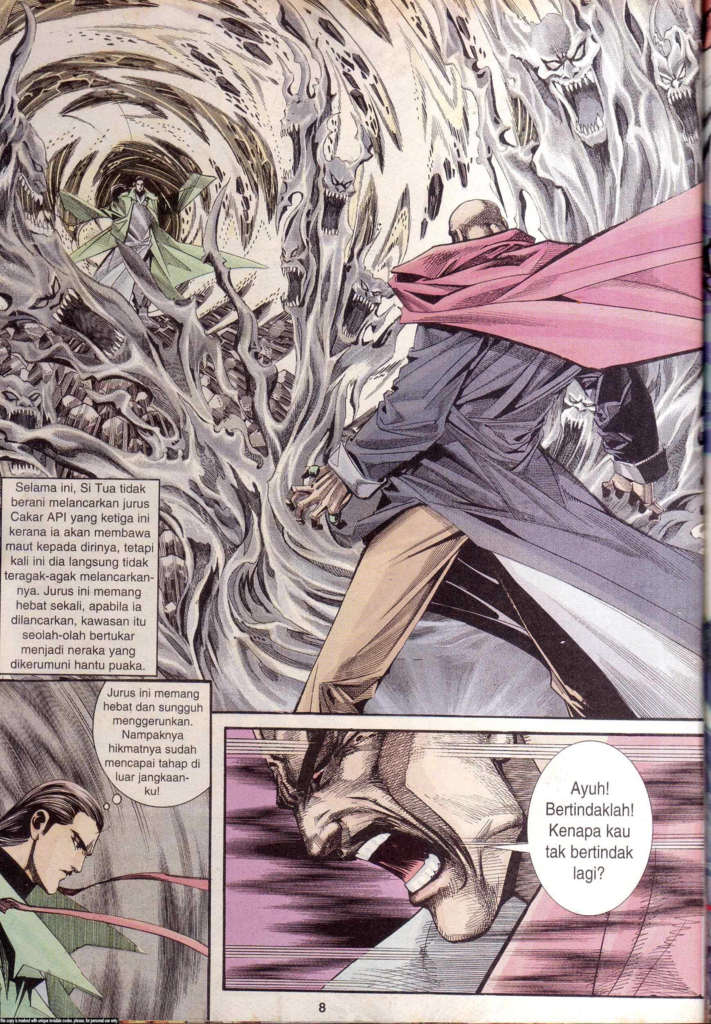 Selama ini, Si Tua tidak
berani melancarkan jurus
Cakar API yang ketiga ini
kerana ia akan membawa
maut kepada dirinya, tetapi
kali ini dia langsung tidak
teragak-agak melancarkan-
nya. Jurus ini memang
hebat sekali, apabila ia
dilancarkan, kawasan itu
seolah-olah bertukar
menjadi neraka yang
dikerumuni hantu puaka.
Jurus ini memang
hebat dan sungguh
menggerunkan.
Nampaknya
hikmatnya sudah
mencapai tahap di
luar jangkaan-
ku!
Ayuh!
Bertindaklah!
Kenapa kau
tak bertindak
lagi?
8